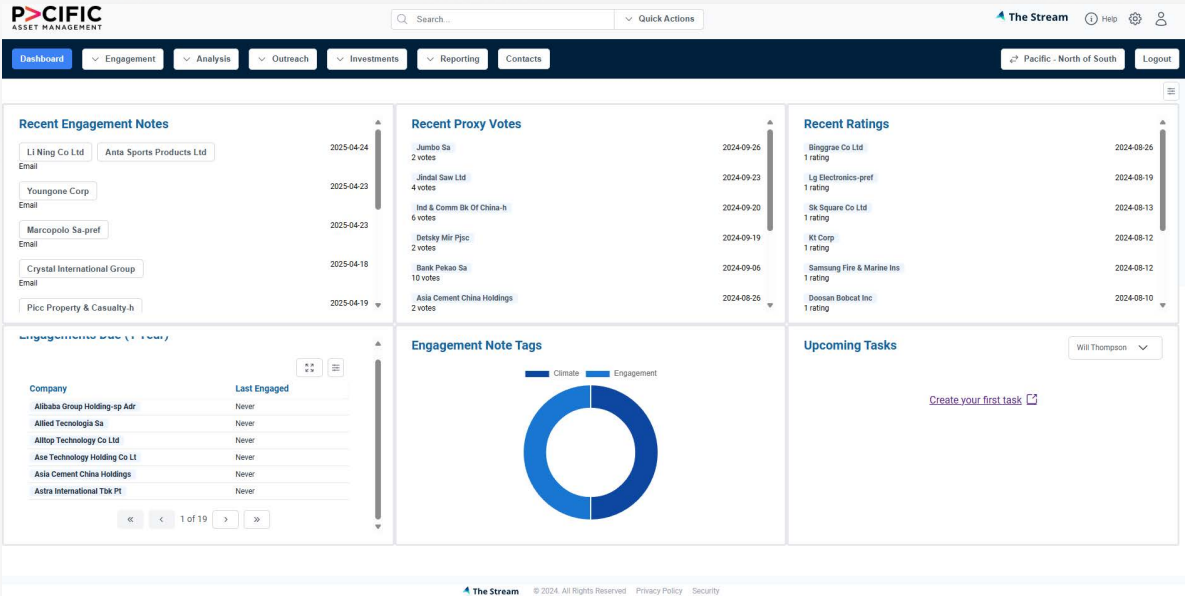 PACIFIC
ASSET MANAGEMENT
Search...
Quick Actions
The Stream
Help
Dashboard
Engagement
Analysis
Outreach
Investments
Reporting
Contacts
Pacific - North of South
Logout
Recent Engagement Notes
Li Ning Co Ltd Anta Sports Products Ltd 2025-04-24
Email
Youngone Corp 2025-04-23
Email
Marcopolo Sa-pref 2025-04-23
Email
Crystal International Group 2025-04-18
Email
Picc Property & Casualty-h 2025-04-19
Recent Proxy Votes
Jumbo Sa 2024-09-26
2 votes
Jindal Saw Ltd 2024-09-23
4 votes
Ind & Comm Bk Of China-h 2024-09-20
6 votes
Detsky Mir Pjsc 2024-09-19
2 votes
Bank Pekao Sa 2024-09-06
10 votes
Asia Cement China Holdings 2024-08-26
2 votes
Recent Ratings
Binggrae Co Ltd 2024-08-26
1 rating
Lg Electronics-pref 2024-08-19
1 rating
Sk Square Co Ltd 2024-08-13
1 rating
Kt Corp 2024-08-12
1 rating
Samsung Fire & Marine Ins 2024-08-12
1 rating
Doosan Bobcat Inc 2024-08-10
1 rating
Engagements Due (1 Year)
Company Last Engaged
Alibaba Group Holding-sp Adr Never
Allied Tecnologia Sa Never
Alltop Technology Co Ltd Never
Ase Technology Holding Co Lt Never
Asia Cement China Holdings Never
Astra International Tbk Pt Never
« < 1 of 19 > »
Engagement Note Tags
Climate Engagement
Upcoming Tasks
Will Thompson
Create your first task
The Stream © 2024. All Rights Reserved Privacy Policy Security